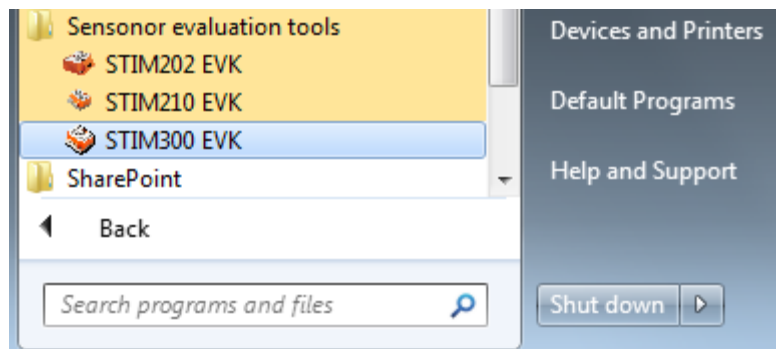 Sensonor evaluation tools
STIM202 EVK
STIM210 EVK
STIM300 EVK
SharePoint
Back
Search programs and files
Devices and Printers
Default Programs
Help and Support
Shut down